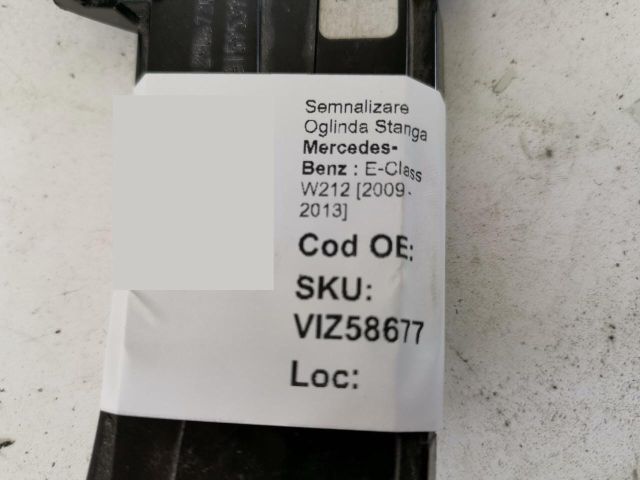 Semnalizare
Oglinda Stanga
Mercedes-
Benz : E-Class
W212 [2009-
2013]
Cod OE:
SKU:
VIZ58677
Loc: